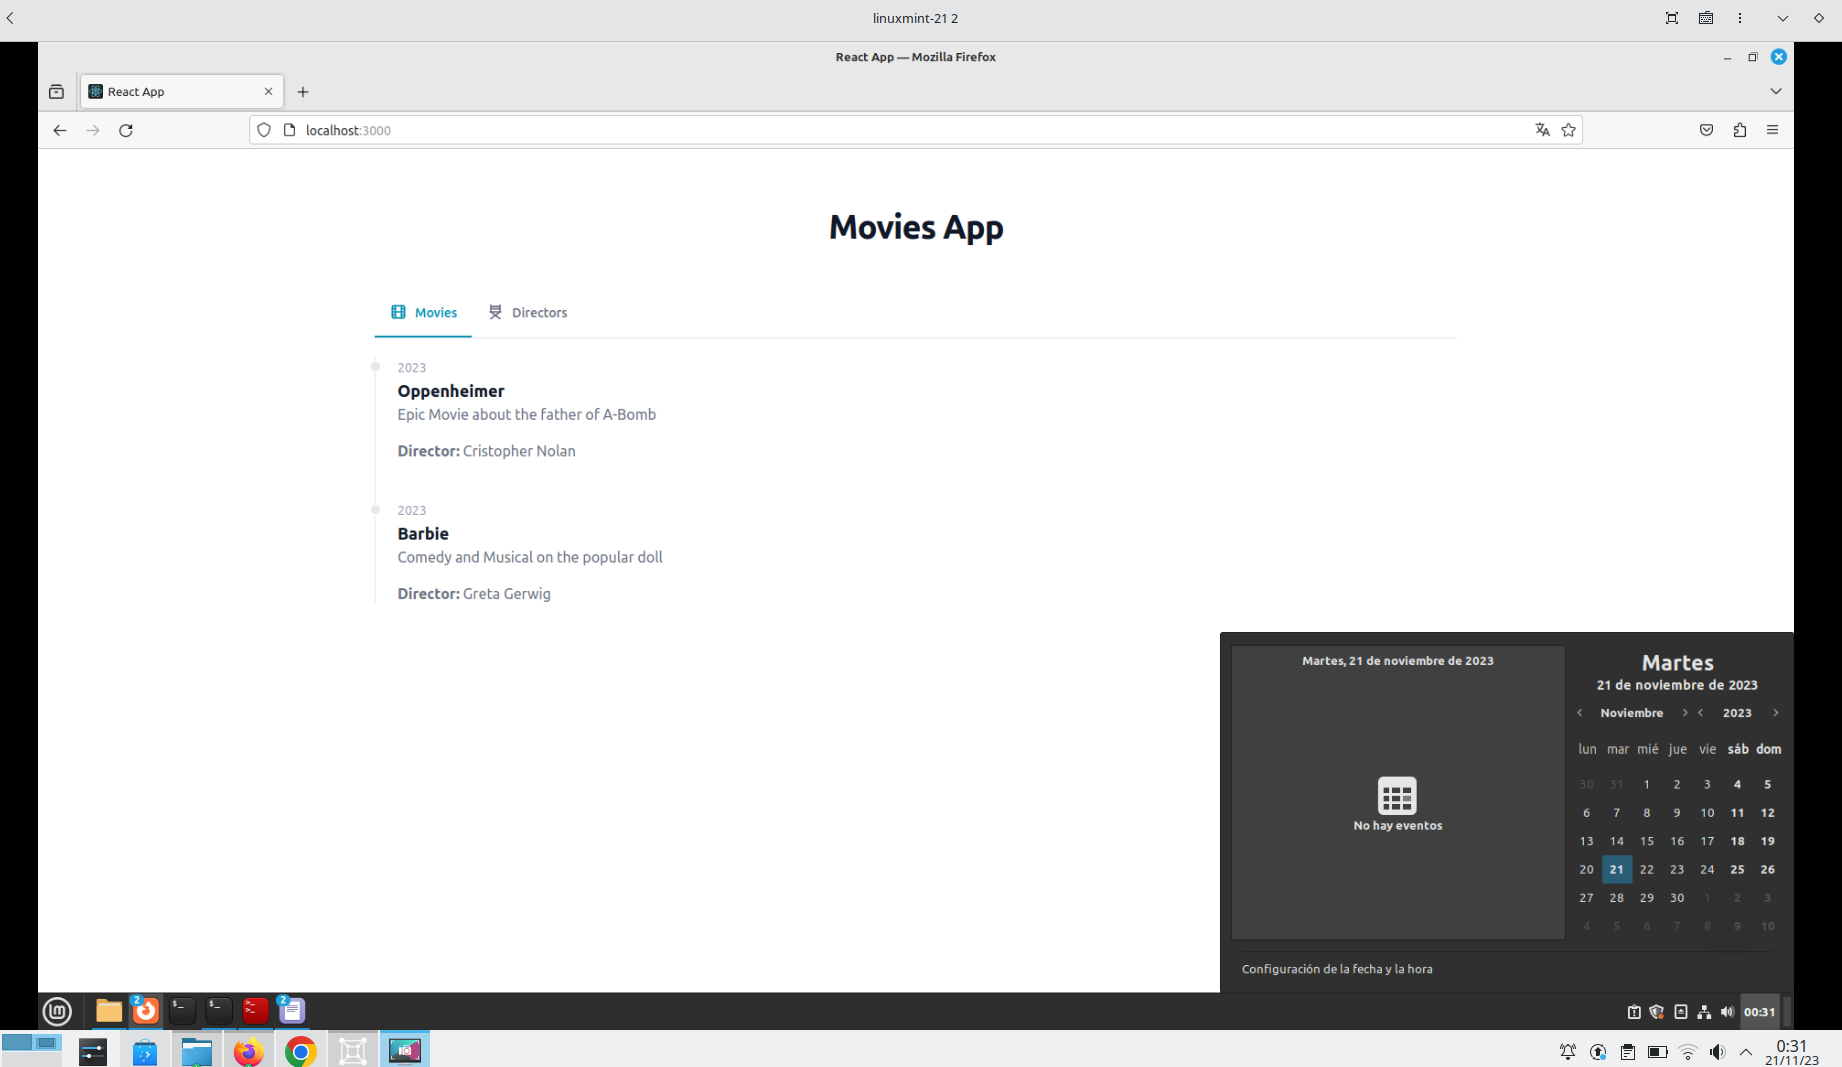 linuxmint-21 2
React App — Mozilla Firefox
React App
localhost:3000
Movies App
Movies
Directors
2023
Oppenheimer
Epic Movie about the father of A-Bomb
Director: Cristopher Nolan
2023
Barbie
Comedy and Musical on the popular doll
Director: Greta Gerwig
Martes, 21 de noviembre de 2023
No hay eventos
Martes
21 de noviembre de 2023
Noviembre 2023
lun mar mié jue vie sáb dom
30 31 1 2 3 4 5
6 7 8 9 10 11 12
13 14 15 16 17 18 19
20 21 22 23 24 25 26
27 28 29 30 1 2 3
4 5 6 7 8 9 10
Configuración de la fecha y la hora
2
2
00:31
0:31
21/11/23